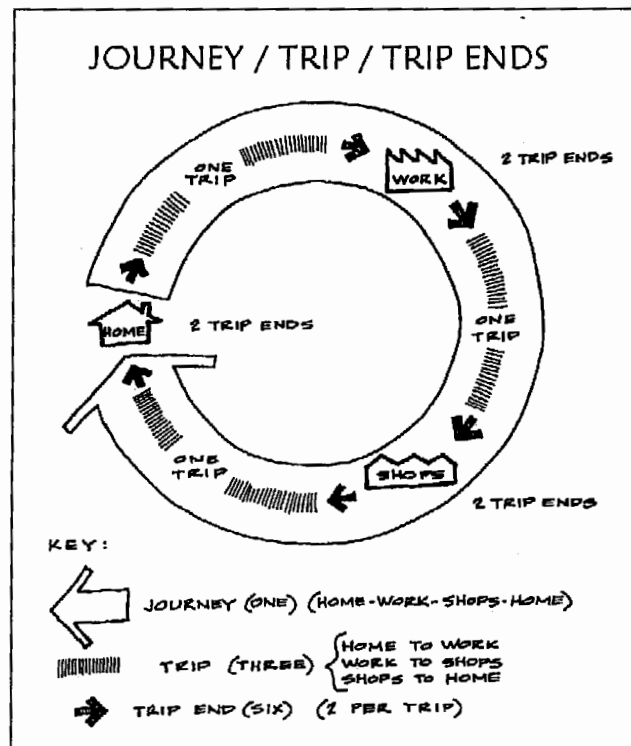 JOURNEY / TRIP / TRIP ENDS
ONE
TRIP
WORK
2 TRIP ENDS
HOME
2 TRIP ENDS
ONE
TRIP
ONE
TRIP
SHOPS
2 TRIP ENDS
KEY:
JOURNEY (ONE) (HOME-WORK-SHOPS-HOME)
TRIP (THREE) { HOME TO WORK
WORK TO SHOPS
SHOPS TO HOME
TRIP END (SIX) (2 PER TRIP)